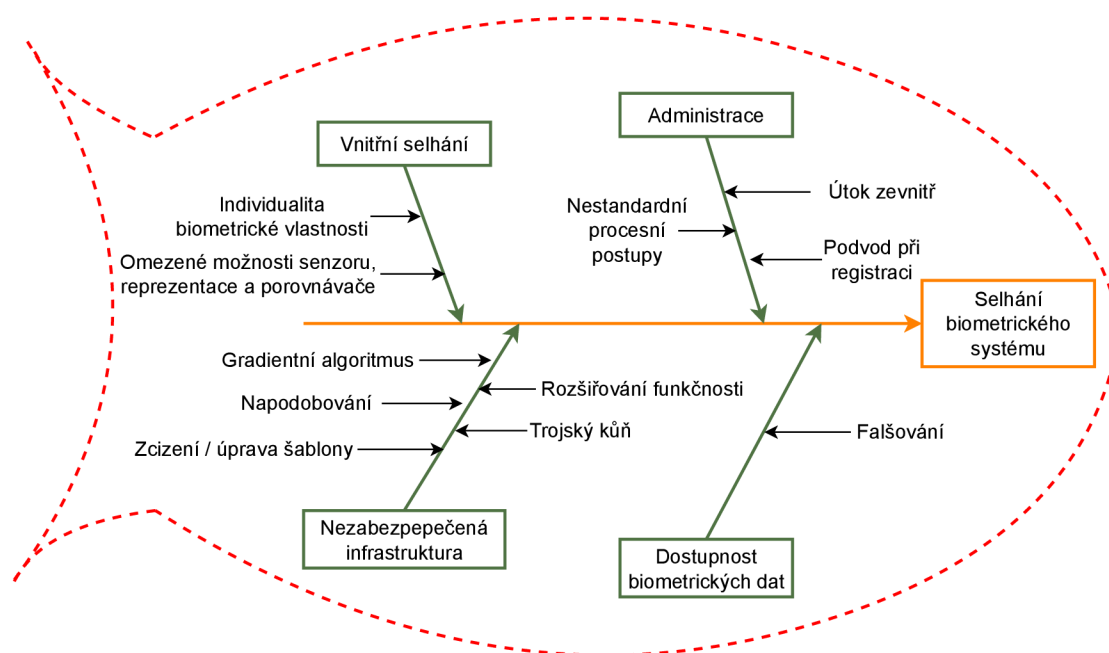 Vnitřní selhání
Administrace
Individualita
biometrické vlastnosti
Omezené možnosti senzoru,
reprezentace a porovnávače
Útok zevnitř
Nestandardní
procesní
postupy
Podvod při
registraci
Selhání
biometrického
systému
Gradientní algoritmus
Rozšiřování funkčnosti
Napodobování
Trojský kůň
Zcizení / úprava šablony
Falšování
Nezabezpepečená
infrastruktura
Dostupnost
biometrických dat